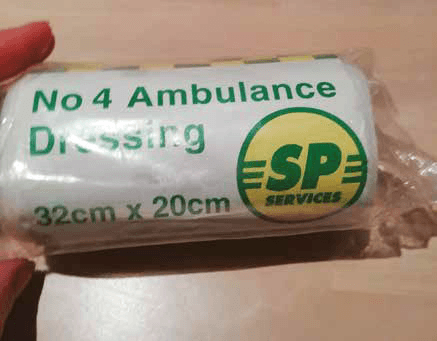 No 4 Ambulance
Dressing
32cm x 20cm
SP
SERVICES